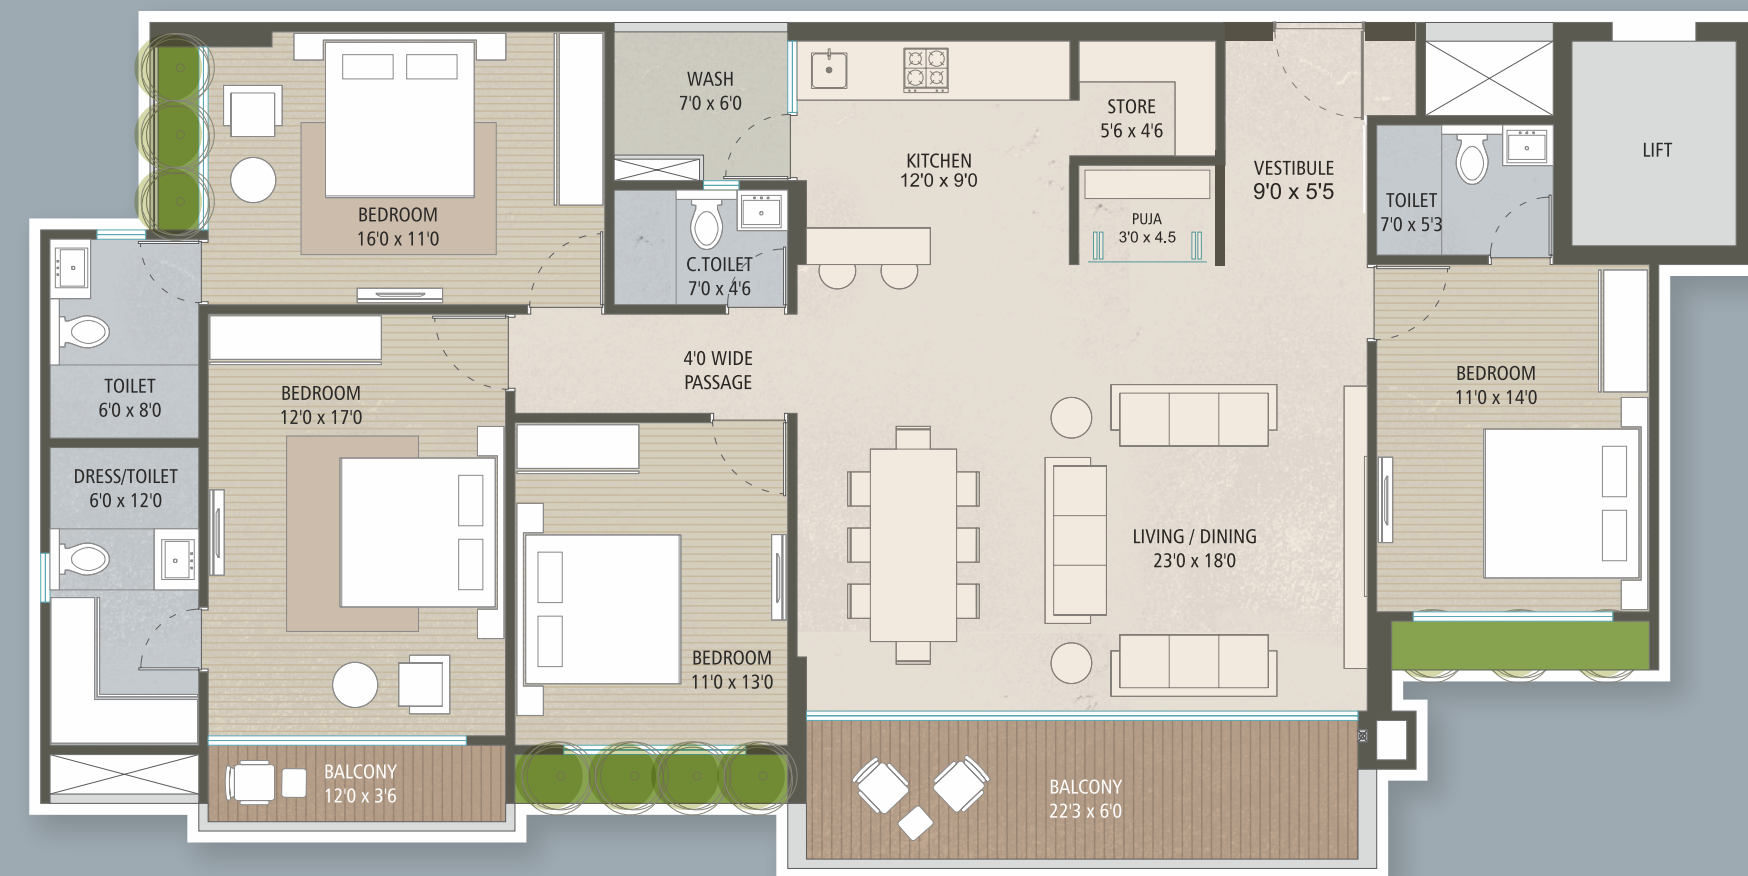 WASH
7'0 x 6'0
STORE
5'6 x 4'6
KITCHEN
12'0 x 9'0
VESTIBULE
9'0 x 5'5
LIFT
BEDROOM
16'0 x 11'0
PUJA
3'0 x 4.5
TOILET
7'0 x 5'3
C.TOILET
7'0 x 4'6
4'0 WIDE
PASSAGE
TOILET
6'0 x 8'0
BEDROOM
12'0 x 17'0
BEDROOM
11'0 x 14'0
DRESS/TOILET
6'0 x 12'0
LIVING / DINING
23'0 x 18'0
BEDROOM
11'0 x 13'0
BALCONY
12'0 x 3'6
BALCONY
22'3 x 6'0